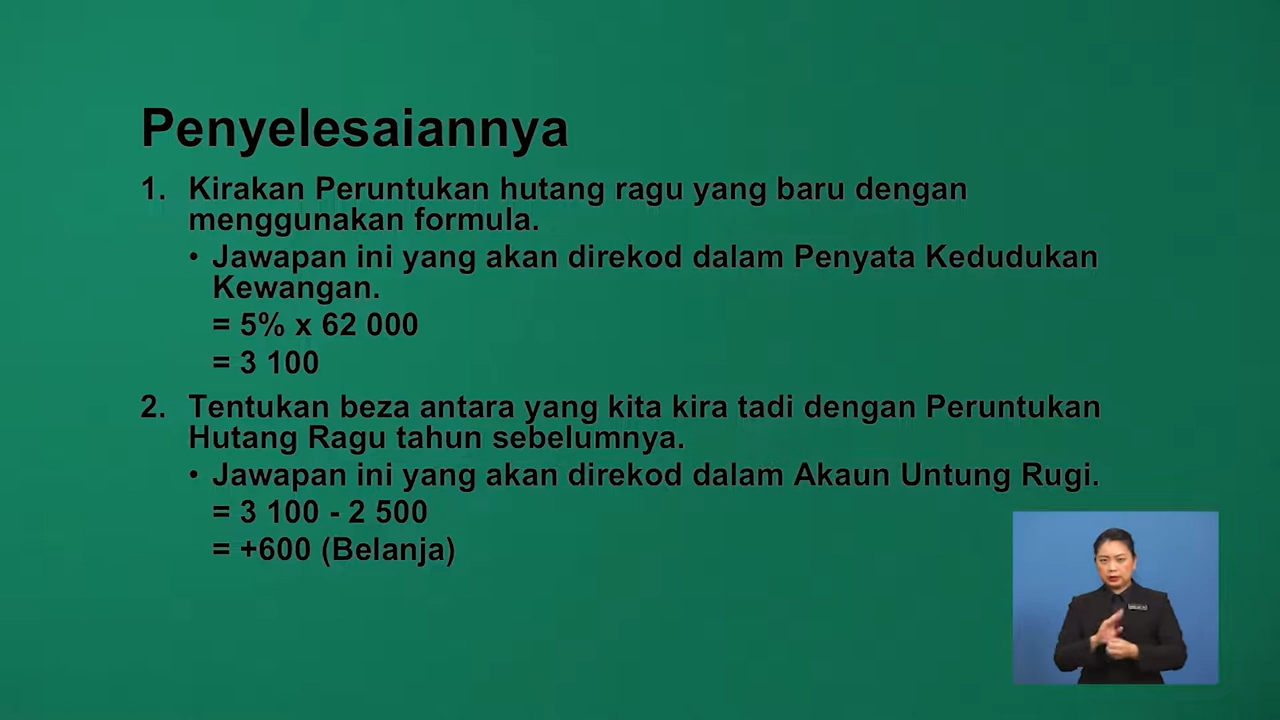 Penyelesaiannya
1. Kirakan Peruntukan hutang ragu yang baru dengan
menggunakan formula.
• Jawapan ini yang akan direkod dalam Penyata Kedudukan
Kewangan.
= 5% x 62 000
= 3 100
2. Tentukan beza antara yang kita kira tadi dengan Peruntukan
Hutang Ragu tahun sebelumnya.
• Jawapan ini yang akan direkod dalam Akaun Untung Rugi.
= 3 100 - 2 500
= +600 (Belanja)